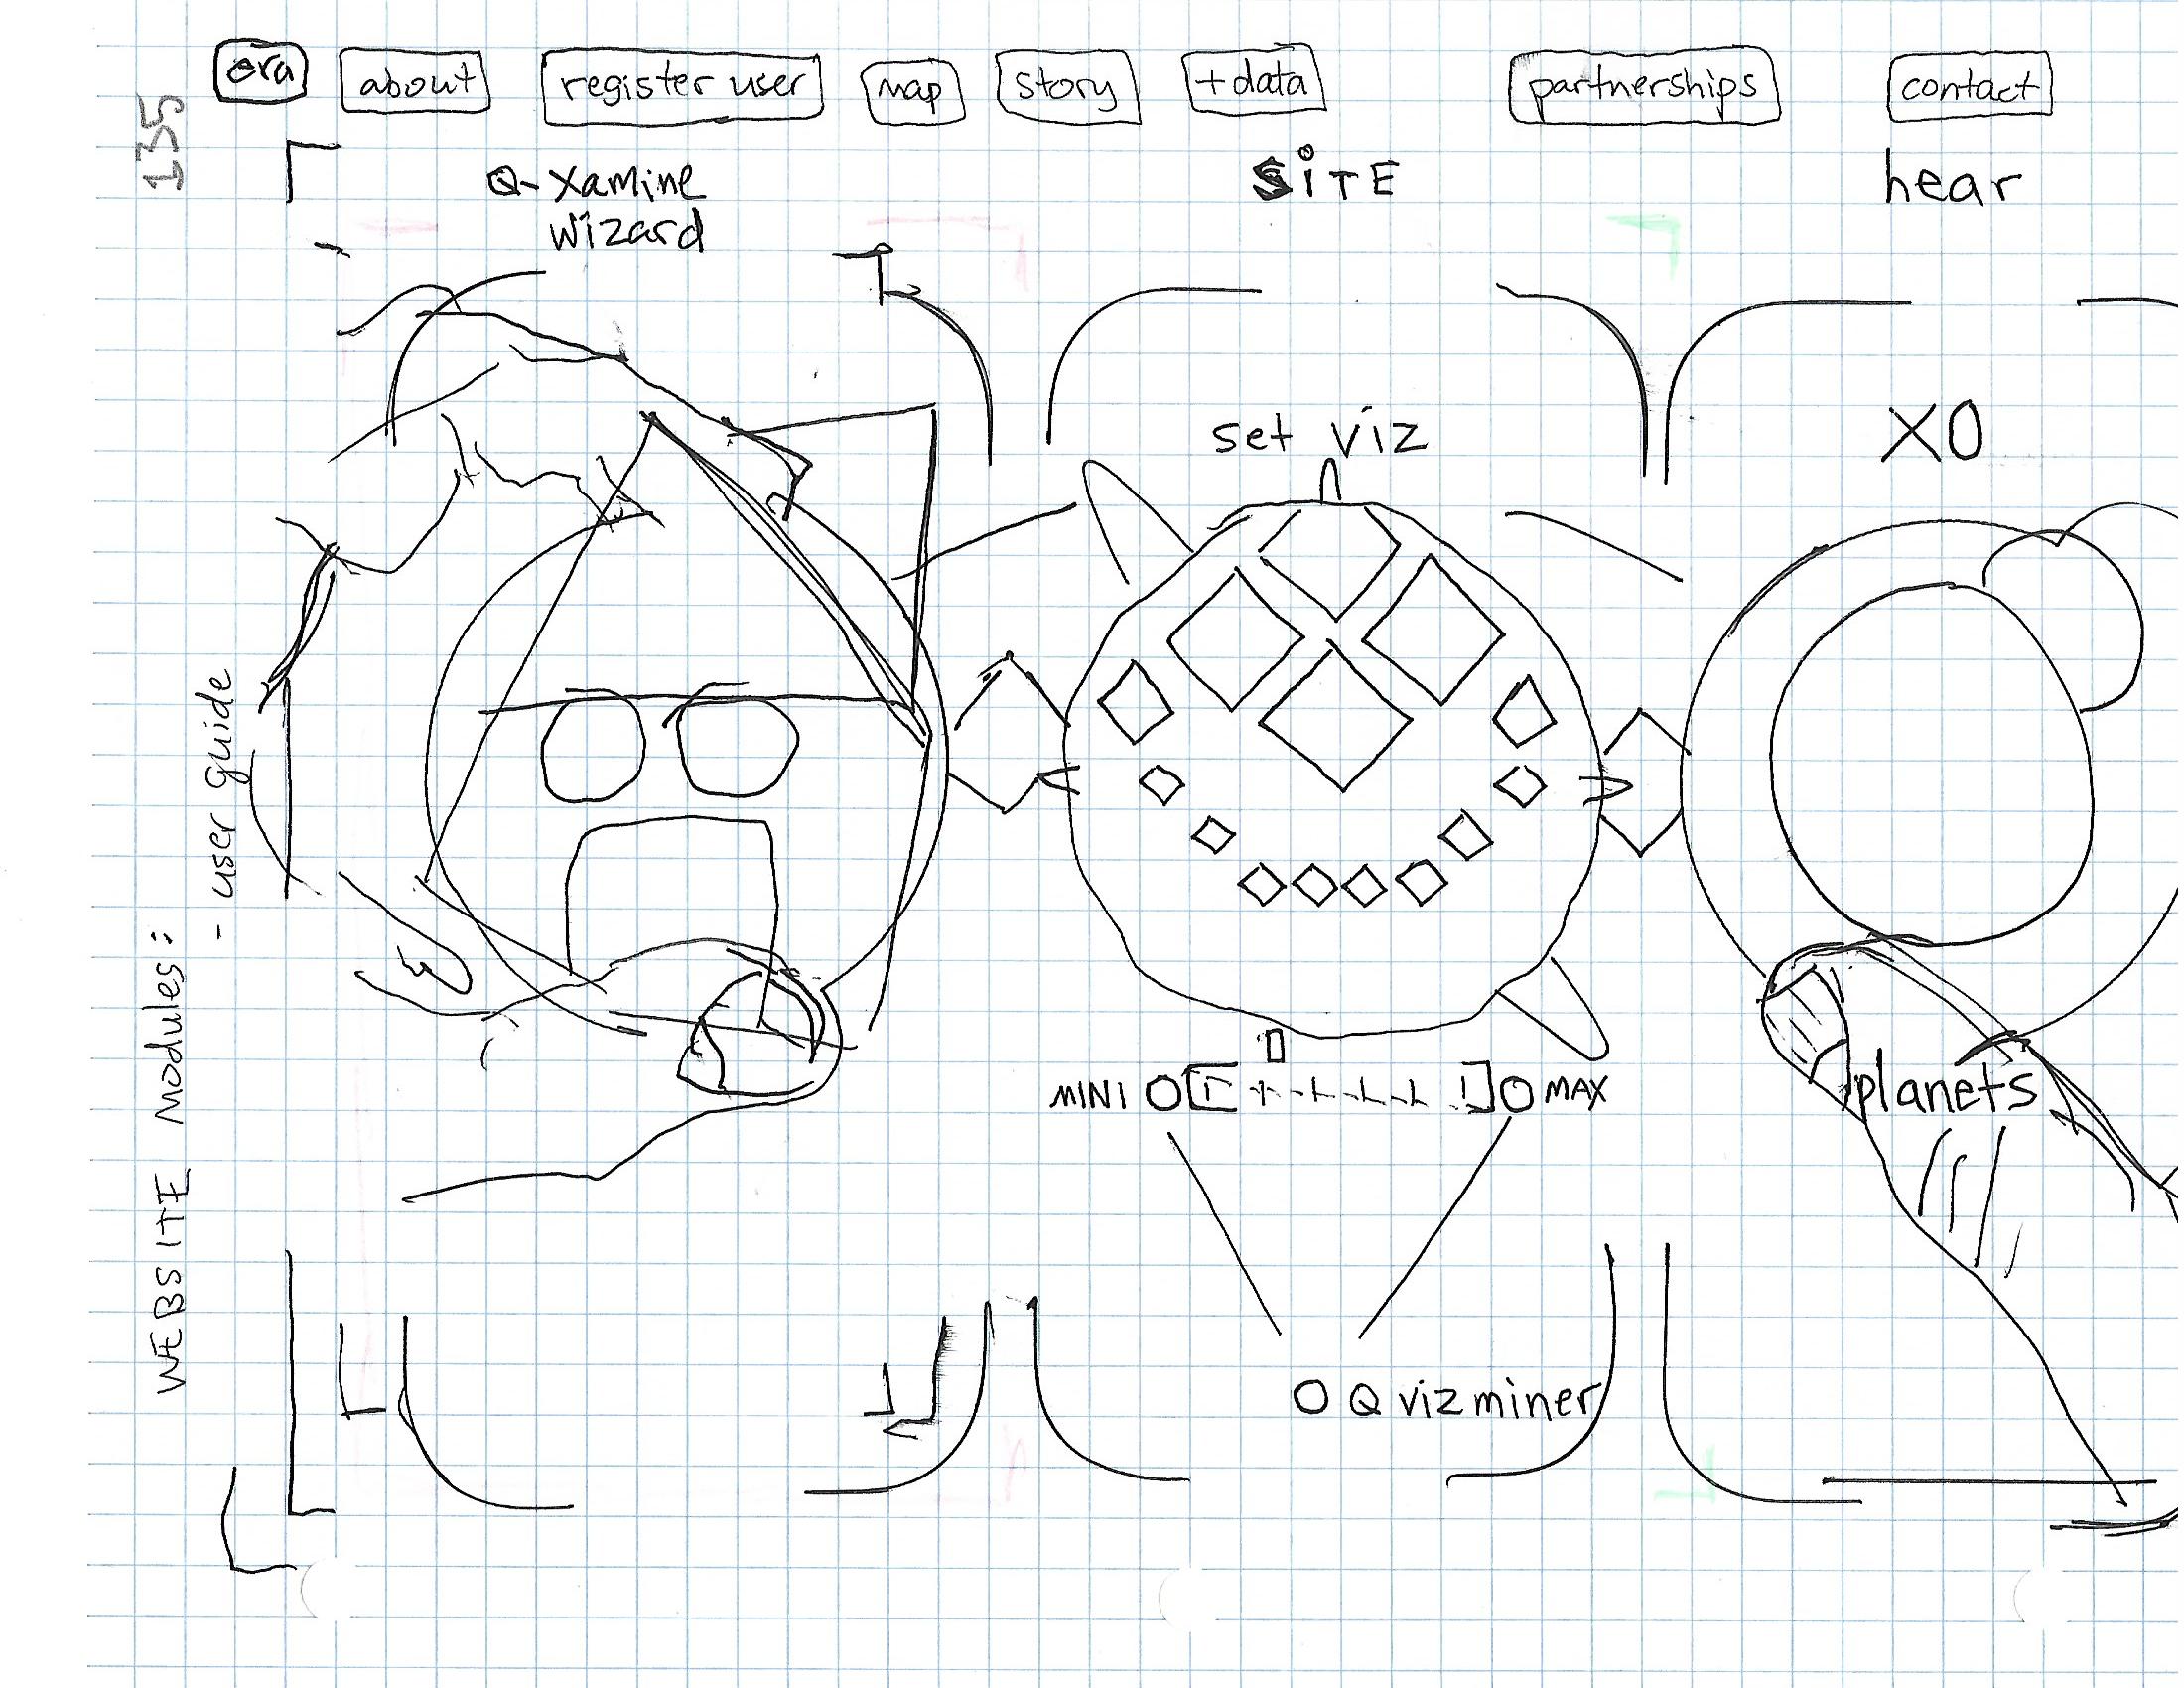 era about register user map story +data partnerships contact
135
Q-Xamine
wizard
SiTE
hear
set viz
XO
WEBSITE Modules:
- user guide
MINI
MAX
planets
Q vizminer